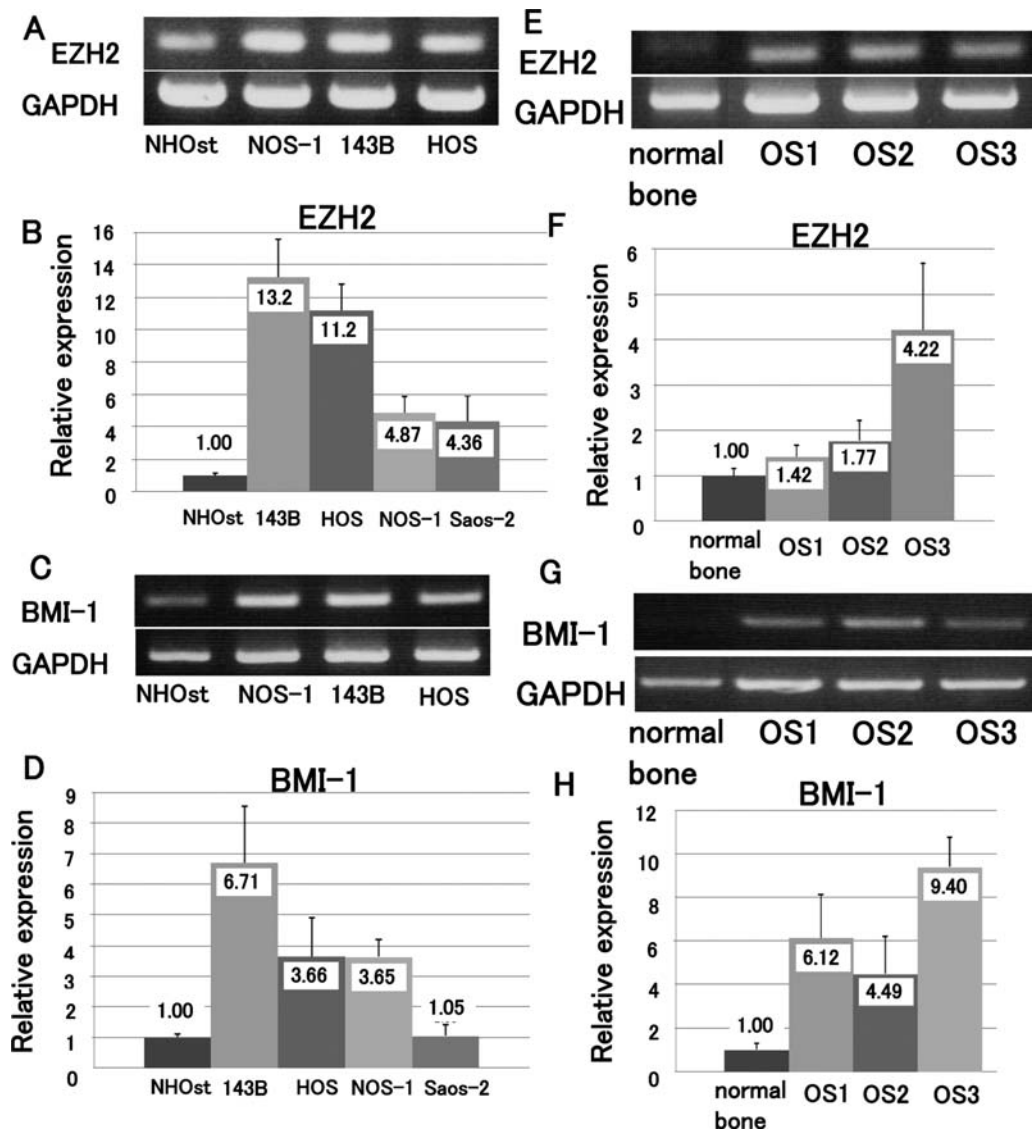 A
EZH2
GAPDH
NHOst NOS-1 143B HOS
B
EZH2
Relative expression
16
14
12
10
8
6
4
2
0
1.00
13.2
11.2
4.87
4.36
NHOst 143B HOS NOS-1 Saos-2
C
BMI-1
GAPDH
NHOst NOS-1 143B HOS
D
BMI-1
Relative expression
9
8
7
6
5
4
3
2
1
0
1.00
6.71
3.66
3.65
1.05
NHOst 143B HOS NOS-1 Saos-2
E
EZH2
GAPDH
normal OS1 OS2 OS3
bone
F
EZH2
Relative expression
6
5
4
3
2
1
0
1.00
1.42
1.77
4.22
normal OS1 OS2 OS3
bone
G
BMI-1
GAPDH
normal OS1 OS2 OS3
bone
H
BMI-1
Relative expression
12
10
8
6
4
2
0
1.00
6.12
4.49
9.40
normal OS1 OS2 OS3
bone